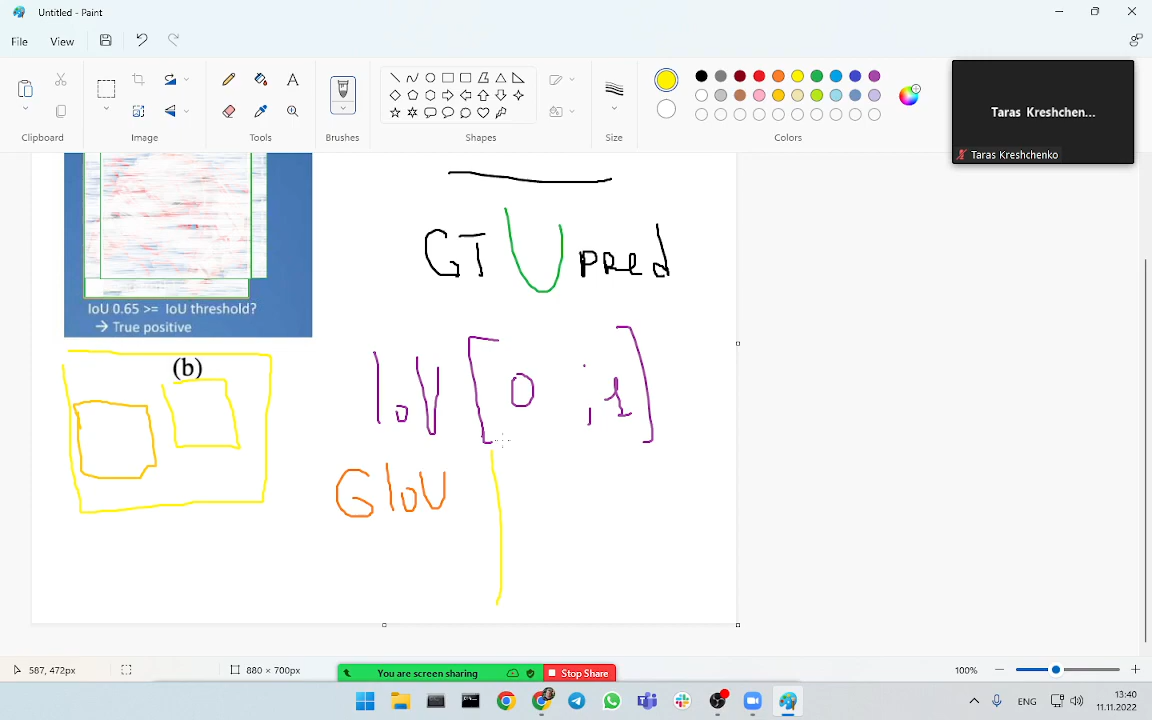 Untitled - Paint
File
View
Clipboard
Image
Tools
Brushes
Shapes
Size
Colors
Taras Kreshchen...
Taras Kreshchenko
GT U pred
IoU 0.65 >= IoU threshold?
→ True positive
(b)
IoU [0 ; 1]
GIoU
587, 472px
880 × 700px
100%
You are screen sharing
Stop Share
ENG
13:40
11.11.2022